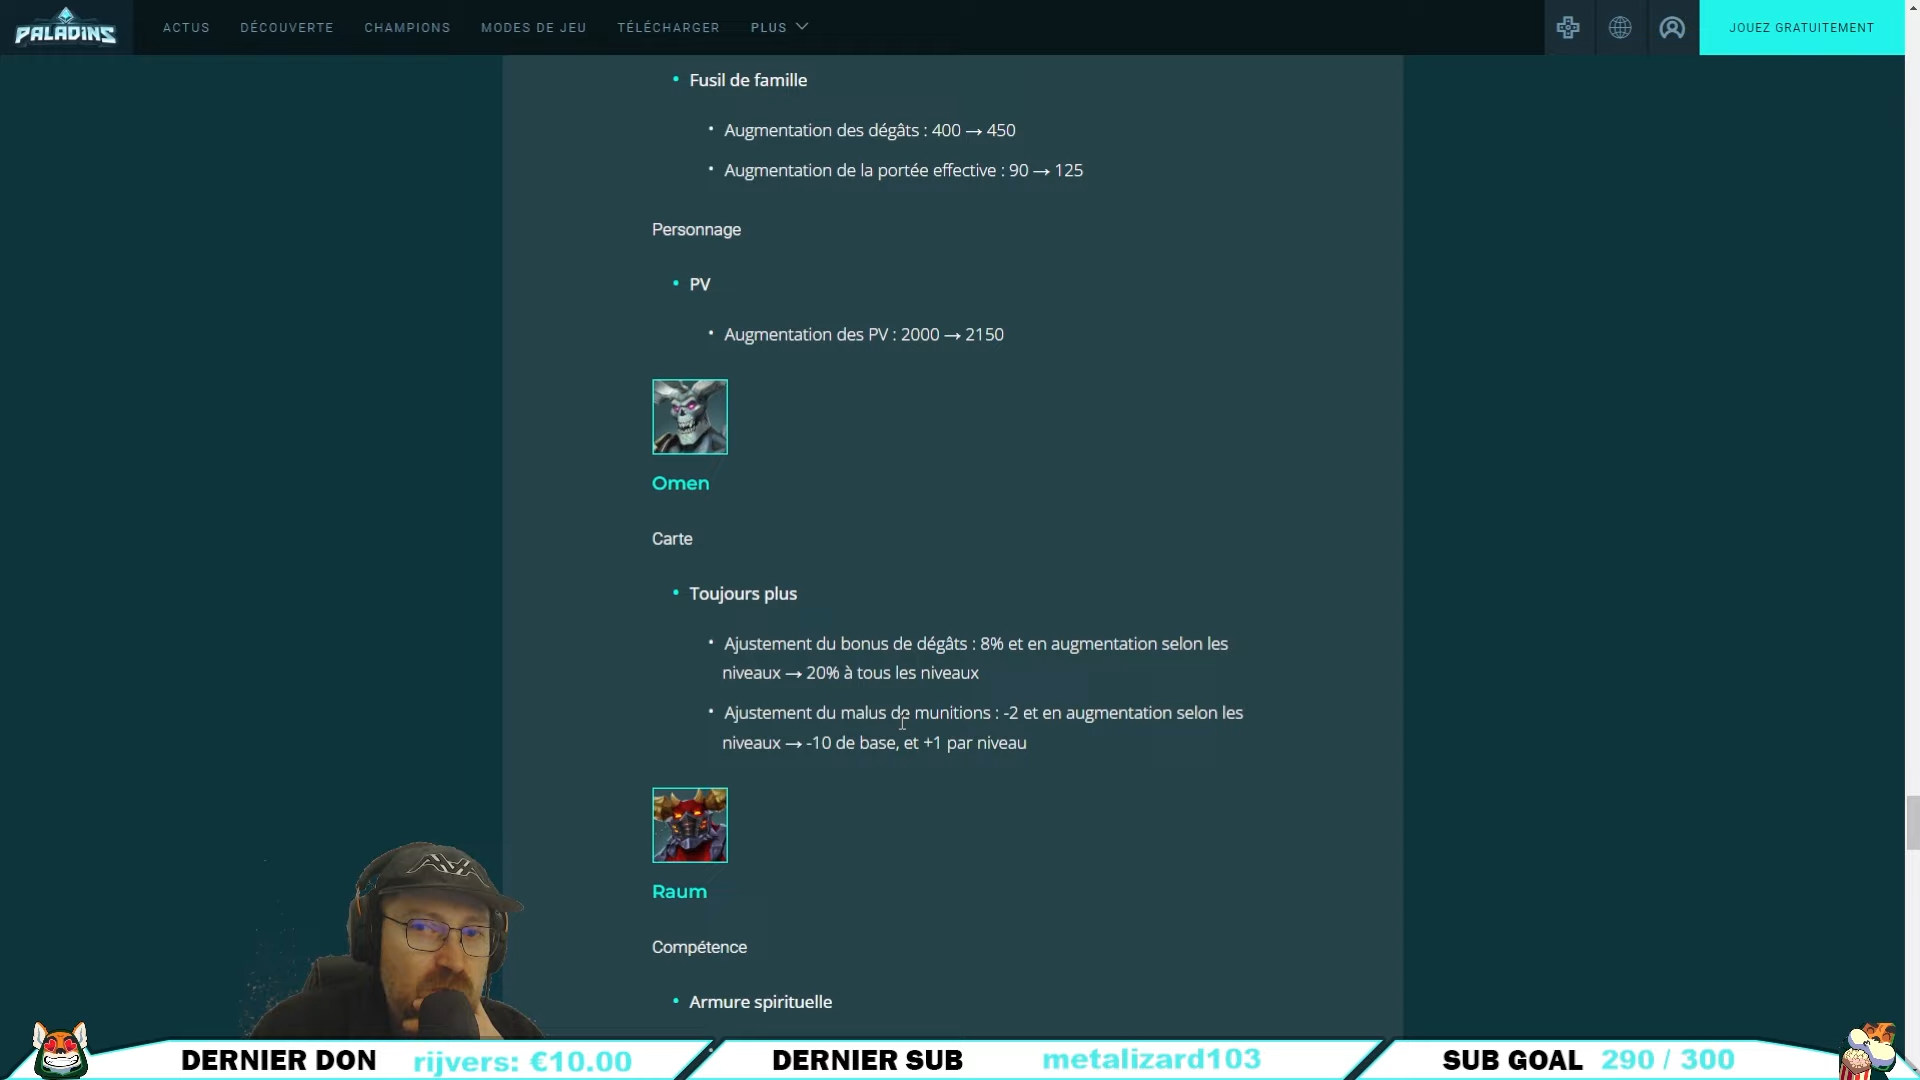 PALADINS
ACTUS
DÉCOUVERTE
CHAMPIONS
MODES DE JEU
TÉLÉCHARGER
PLUS
JOUEZ GRATUITEMENT
• Fusil de famille
• Augmentation des dégâts : 400 → 450
• Augmentation de la portée effective : 90 → 125
Personnage
• PV
• Augmentation des PV : 2000 → 2150
Omen
Carte
• Toujours plus
• Ajustement du bonus de dégâts : 8% et en augmentation selon les
niveaux → 20% à tous les niveaux
• Ajustement du malus de munitions : -2 et en augmentation selon les
niveaux → -10 de base, et +1 par niveau
Raum
Compétence
• Armure spirituelle
DERNIER DON rijvers: €10.00
DERNIER SUB metalizard103
SUB GOAL 290 / 300